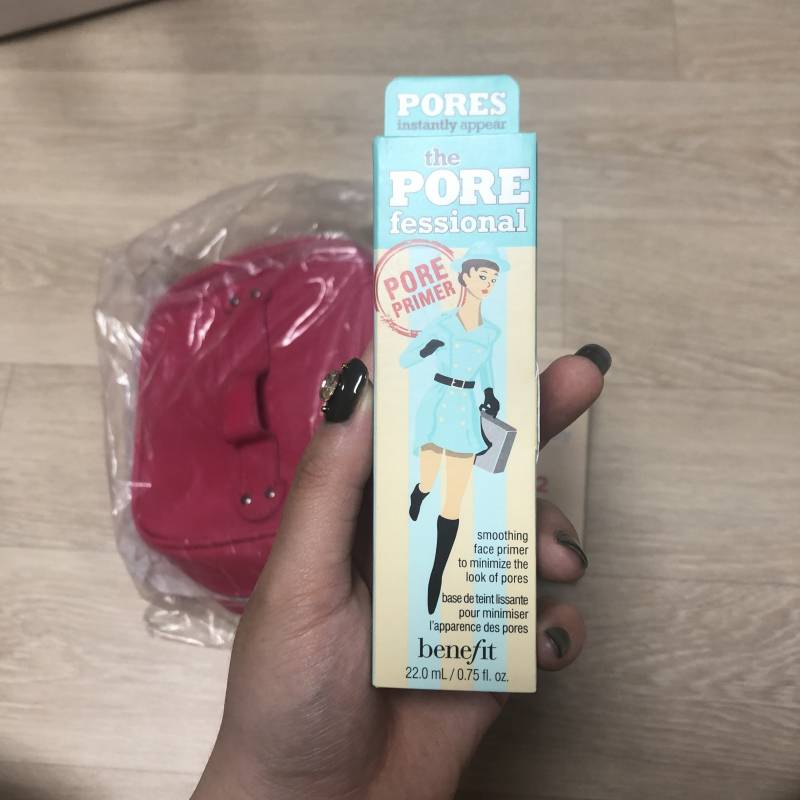 PORES
instantly appear
the
PORE
fessional
PORE
PRIMER
smoothing
face primer
to minimize the
look of pores
base de teint lissante
pour minimiser
l'apparence des pores
benefit
22.0 mL / 0.75 fl. oz.
2